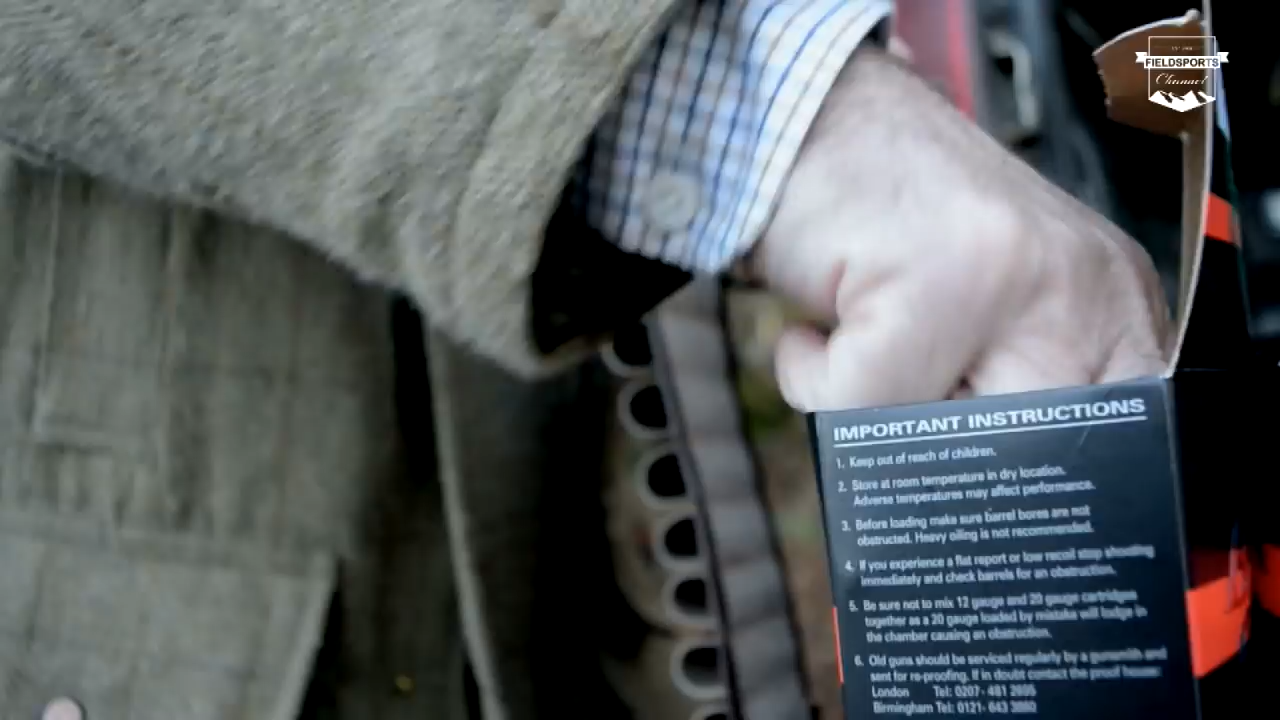 FIELDSPORTS
Channel
IMPORTANT INSTRUCTIONS
1. Keep out of reach of children.
2. Store at room temperature in dry location.
Adverse temperatures may affect performance.
3. Before loading make sure barrel bores are not
obstructed. Heavy oiling is not recommended.
4. If you experience a flat report or low recoil stop shooting
immediately and check barrels for an obstruction.
5. Be sure not to mix 12 gauge and 20 gauge cartridges
together as a 20 gauge loaded by mistake will lodge in
the chamber causing an obstruction.
6. Old guns should be serviced regularly by a gunsmith and
sent for re-proofing. If in doubt contact the proof house:
London Tel: 0207- 481
Birmingham Tel: 0121- 643